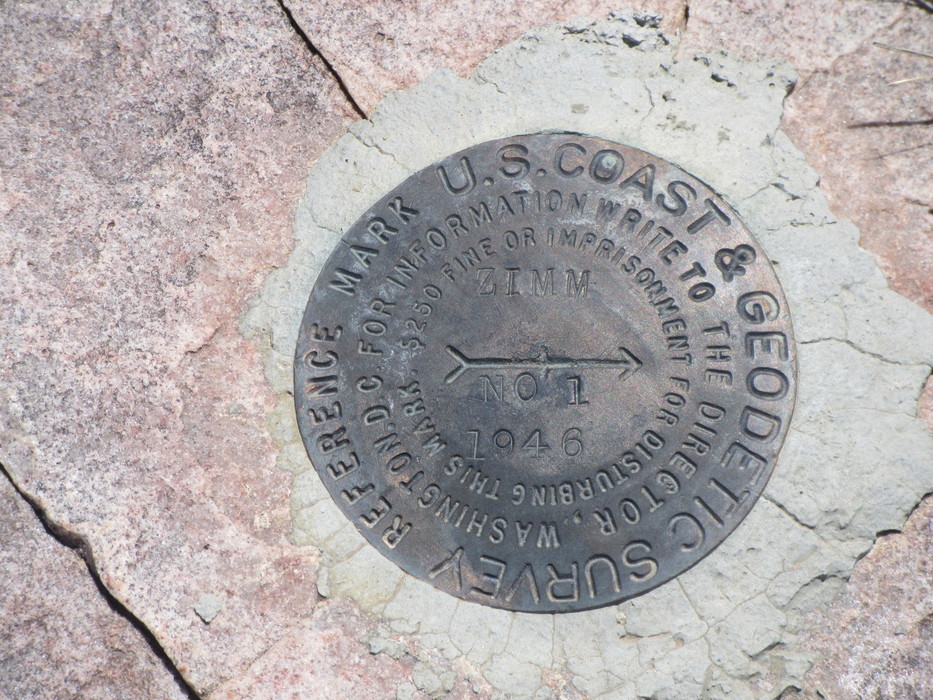 U.S. COAST & GEODETIC SURVEY
REFERENCE MARK
FOR INFORMATION WRITE TO THE DIRECTOR, WASHINGTON, D.C.
$250 FINE OR IMPRISONMENT FOR DISTURBING THIS MARK.
ZIMM
NO 1
1946